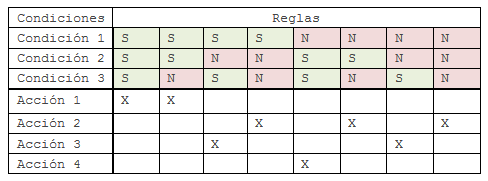 Condiciones Reglas
Condición 1 S S S S N N N N
Condición 2 S S N N S S N N
Condición 3 S N S N S N S N
Acción 1 X X
Acción 2 X X X
Acción 3 X X
Acción 4 X